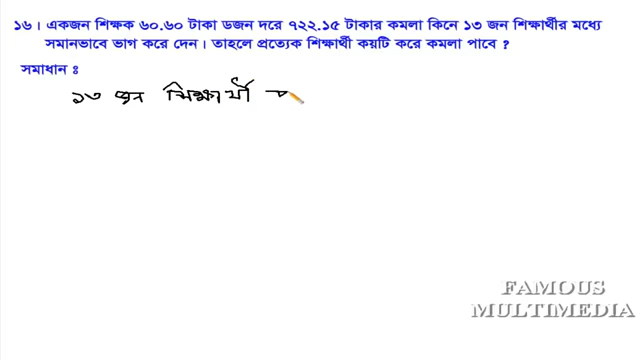 ১৬। একজন শিক্ষক ৬০.৬০ টাকা ডজন দরে ৭২২.১৫ টাকার কমলা কিনে ১৩ জন শিক্ষার্থীর মধ্যে
সমানভাবে ভাগ করে দেন। তাহলে প্রত্যেক শিক্ষার্থী কয়টি করে কমলা পাবে ?
সমাধান ঃ
১৩ জন শিক্ষার্থী
FAMOUS
MULTIMEDIA